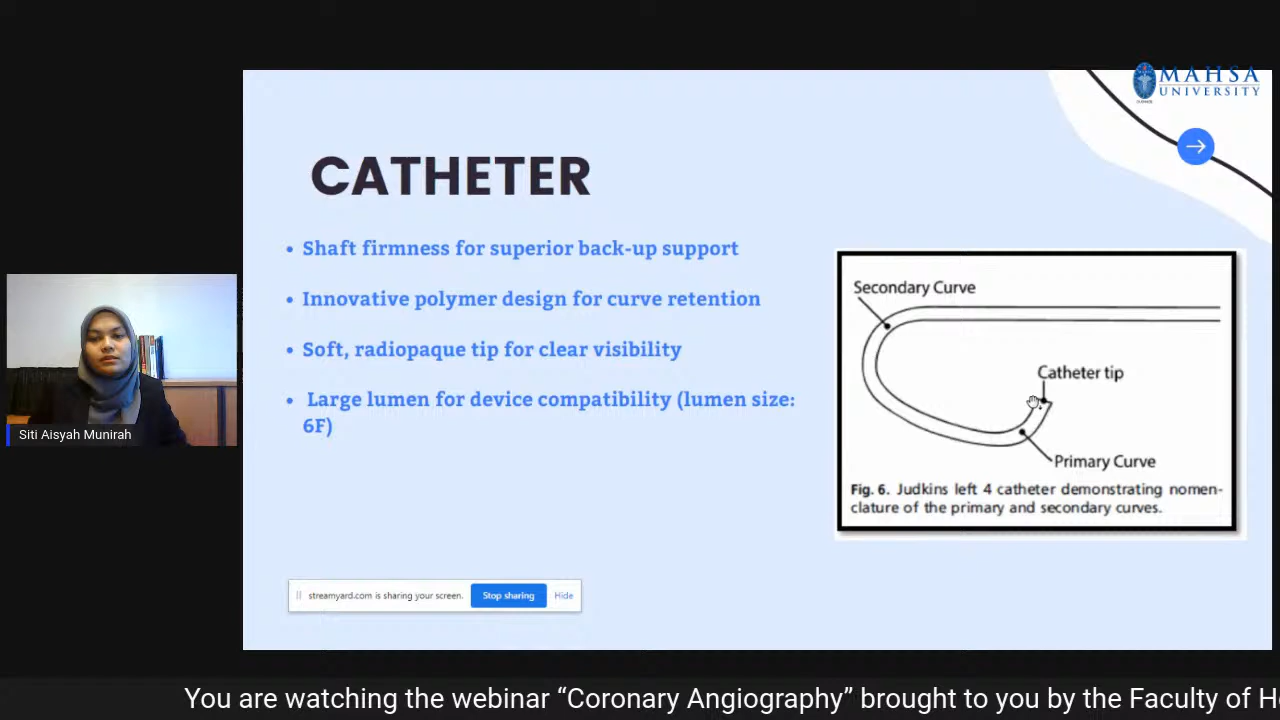 MAHSA
UNIVERSITY
CATHETER
• Shaft firmness for superior back-up support
• Innovative polymer design for curve retention
• Soft, radiopaque tip for clear visibility
• Large lumen for device compatibility (lumen size:
6F)
Secondary Curve
Catheter tip
Primary Curve
Fig. 6. Judkins left 4 catheter demonstrating nomen-
clature of the primary and secondary curves.
Siti Aisyah Munirah
streamyard.com is sharing your screen. Stop sharing Hide
You are watching the webinar “Coronary Angiography” brought to you by the Faculty of H